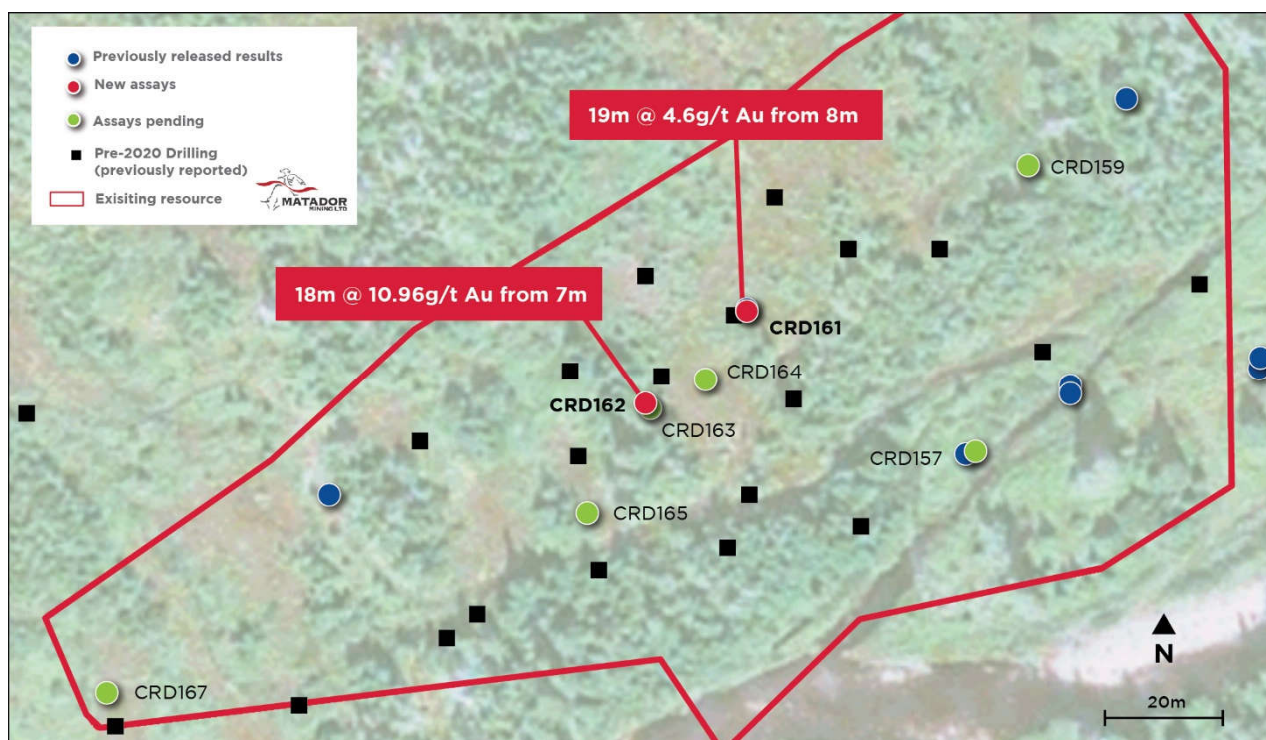 Previously released results
New assays
Assays pending
Pre-2020 Drilling
(previously reported)
Exisiting resource
MATADOR
MINING LTD
19m @ 4.6g/t Au from 8m
CRD159
18m @ 10.96g/t Au from 7m
CRD161
CRD164
CRD162
CRD163
CRD157
CRD165
CRD167
N
20m